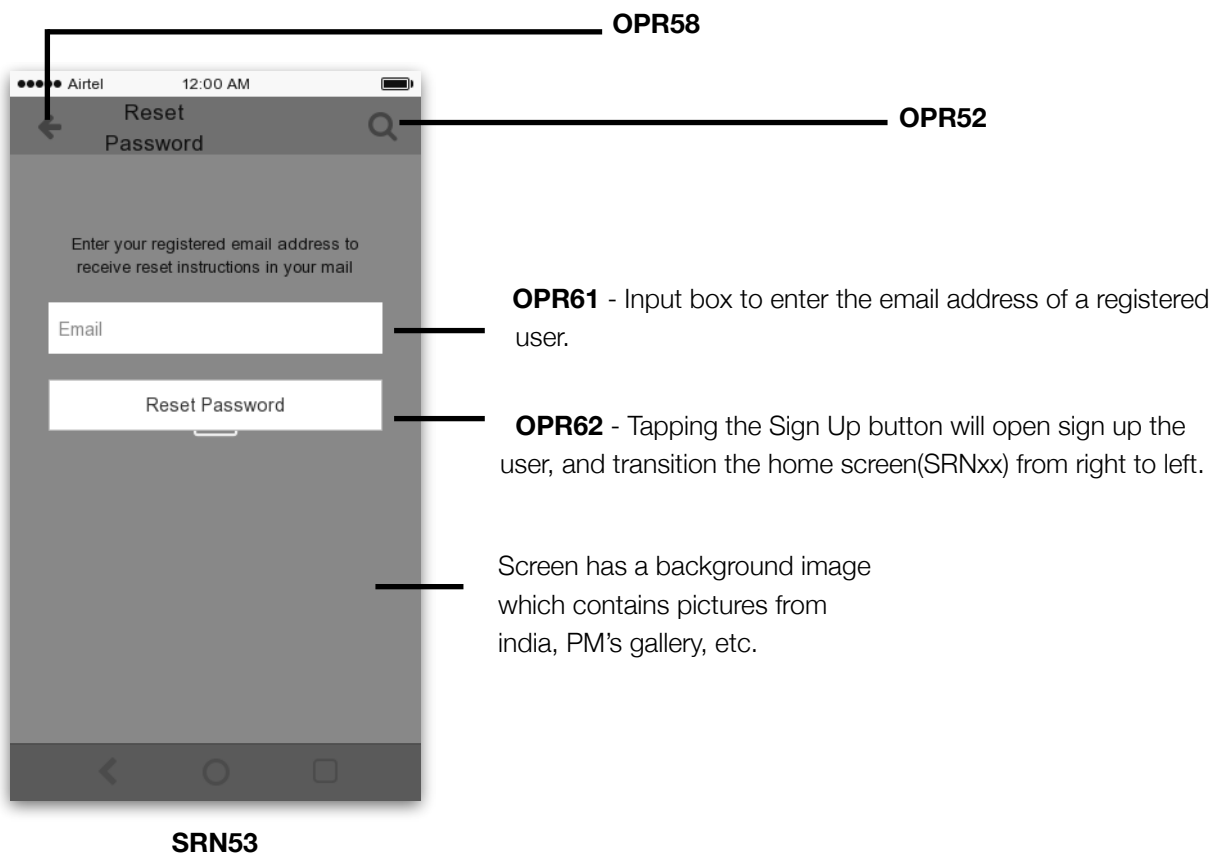 OPR58
Airtel 12:00 AM
Reset
Password
OPR52
Enter your registered email address to
receive reset instructions in your mail
Email
OPR61 - Input box to enter the email address of a registered
user.
Reset Password
OPR62 - Tapping the Sign Up button will open sign up the
user, and transition the home screen(SRNxx) from right to left.
Screen has a background image
which contains pictures from
india, PM’s gallery, etc.
SRN53